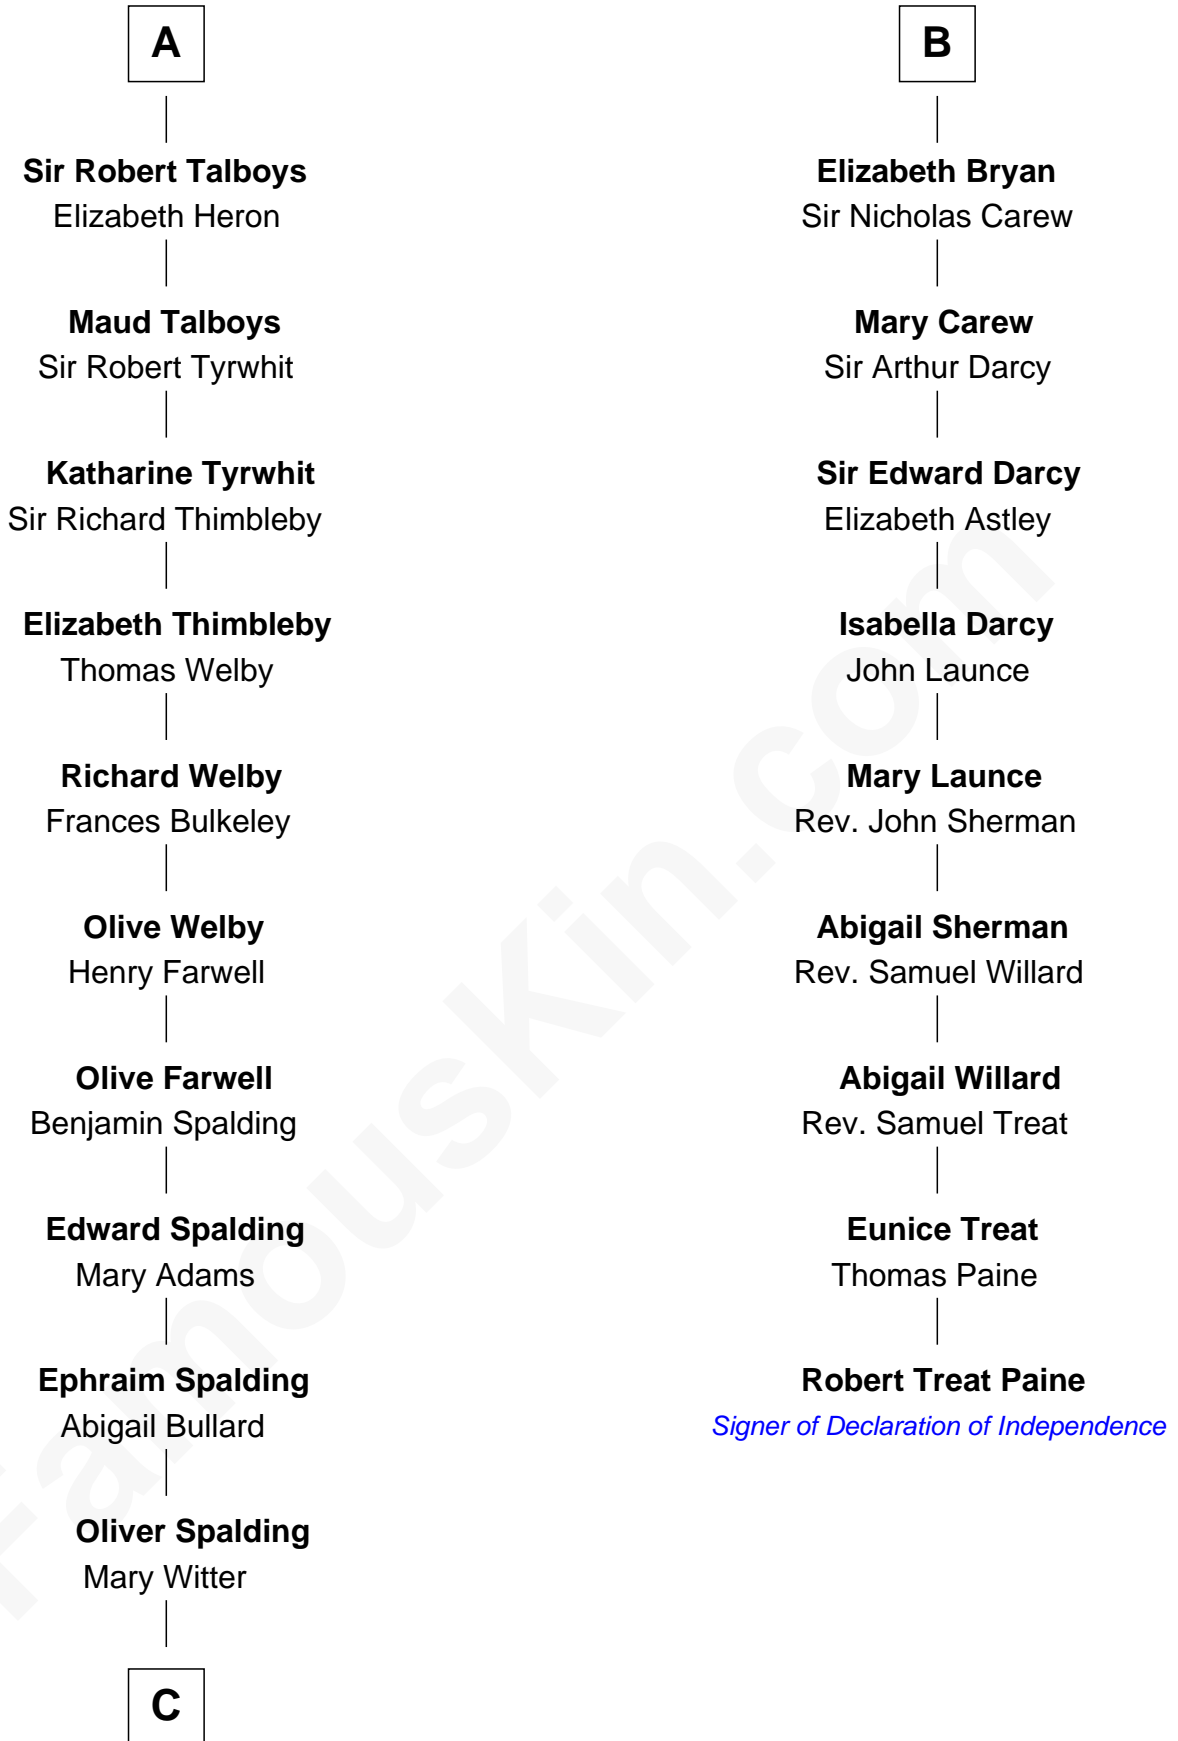 A
Sir Robert Talboys
Elizabeth Heron
Maud Talboys
Sir Robert Tyrwhit
Katharine Tyrwhit
Sir Richard Thimbleby
Elizabeth Thimbleby
Thomas Welby
Richard Welby
Frances Bulkeley
Olive Welby
Henry Farwell
Olive Farwell
Benjamin Spalding
Edward Spalding
Mary Adams
Ephraim Spalding
Abigail Bullard
Oliver Spalding
Mary Witter
C
B
Elizabeth Bryan
Sir Nicholas Carew
Mary Carew
Sir Arthur Darcy
Sir Edward Darcy
Elizabeth Astley
Isabella Darcy
John Launce
Mary Launce
Rev. John Sherman
Abigail Sherman
Rev. Samuel Willard
Abigail Willard
Rev. Samuel Treat
Eunice Treat
Thomas Paine
Robert Treat Paine
Signer of Declaration of Independence
FamousKin.com